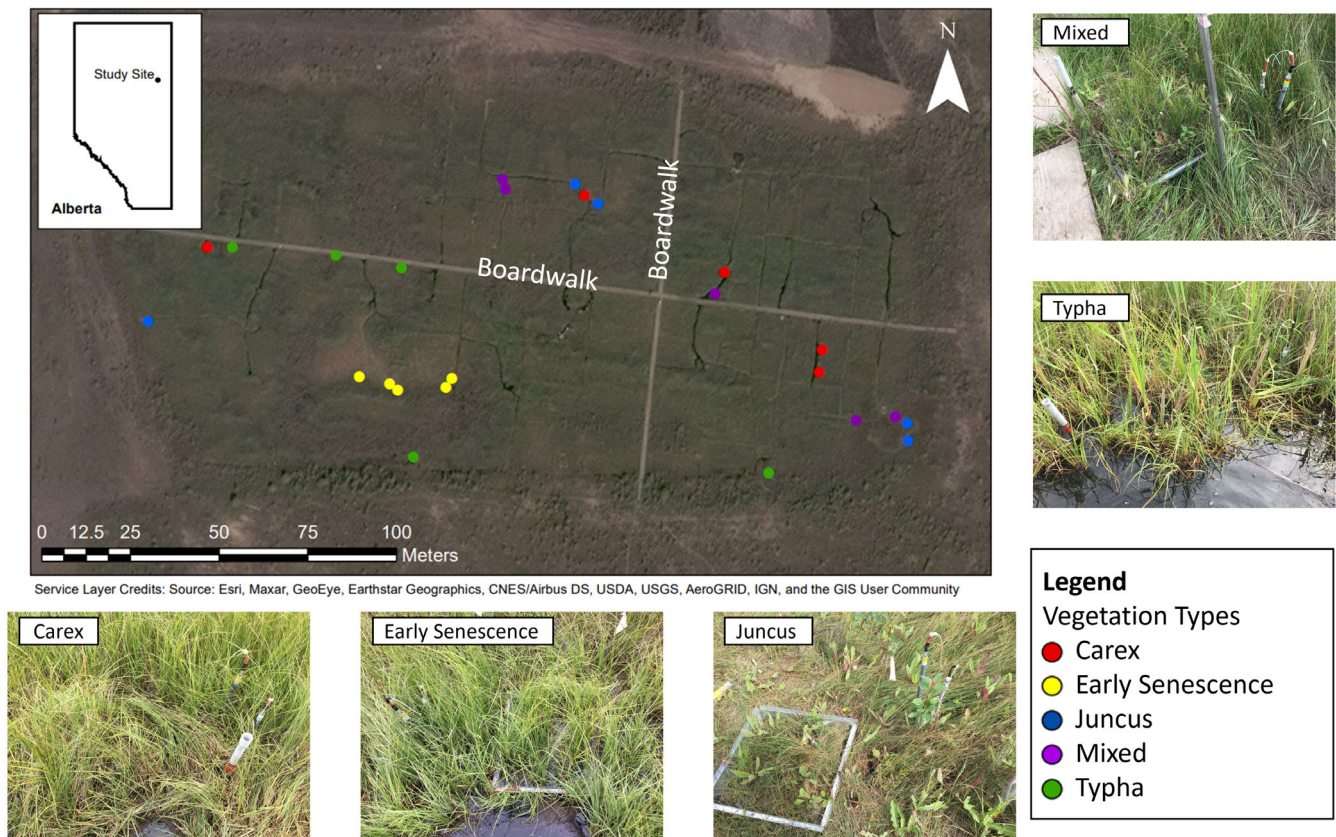 Study Site
Alberta
N
Boardwalk
Boardwalk
0 12.5 25 50 75 100
Meters
Service Layer Credits: Source: Esri, Maxar, GeoEye, Earthstar Geographics, CNES/Airbus DS, USDA, USGS, AeroGRID, IGN, and the GIS User Community
Mixed
Typha
Carex
Early Senescence
Juncus
Legend
Vegetation Types
Carex
Early Senescence
Juncus
Mixed
Typha